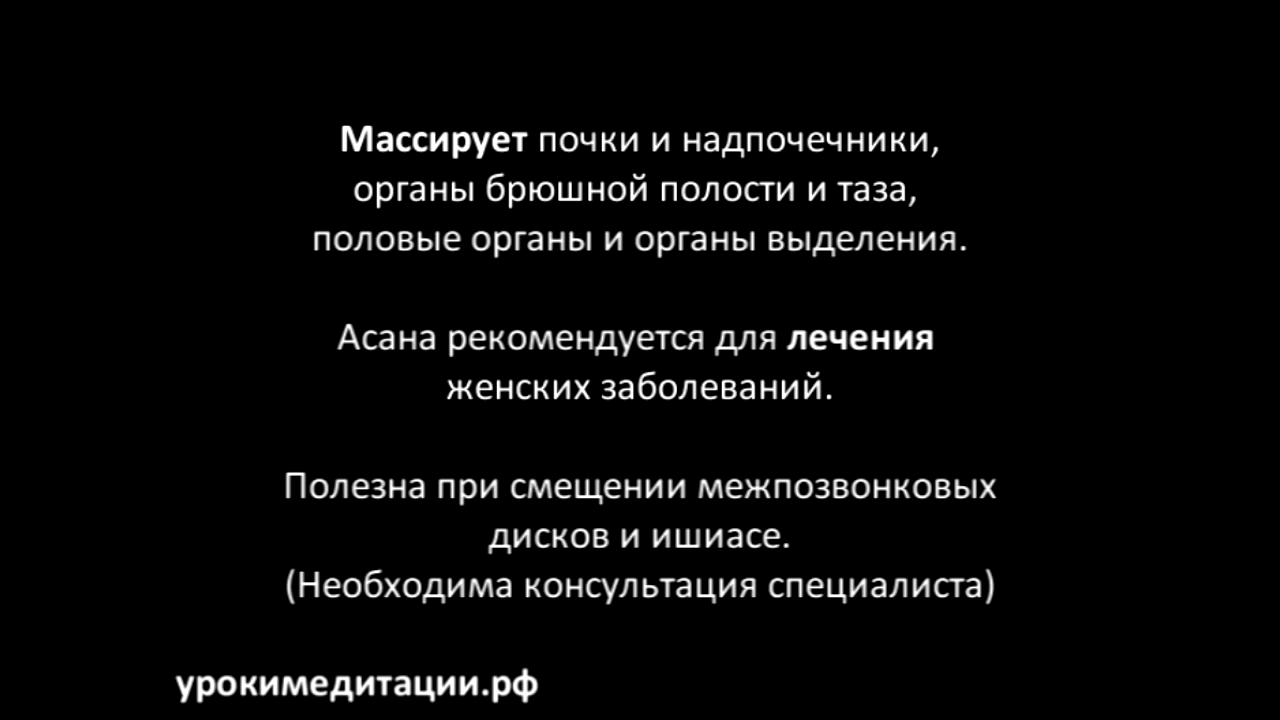 Массирует почки и надпочечники,
органы брюшной полости и таза,
половые органы и органы выделения.
Асана рекомендуется для лечения
женских заболеваний.
Полезна при смещении межпозвонковых
дисков и ишиасе.
(Необходима консультация специалиста)
урокимедитации.рф